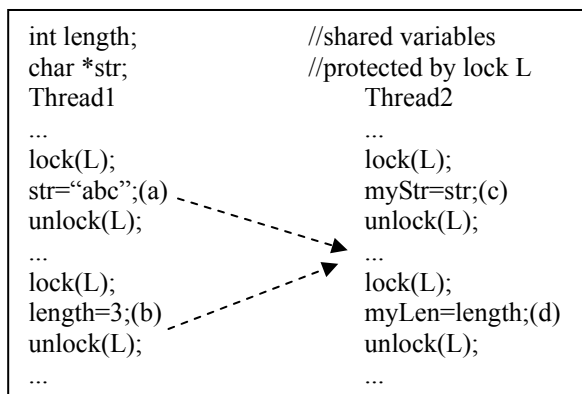 int length; //shared variables
char *str; //protected by lock L
Thread1 Thread2
... ...
lock(L); lock(L);
str=“abc”;(a) myStr=str;(c)
unlock(L); unlock(L);
... ...
lock(L); lock(L);
length=3;(b) myLen=length;(d)
unlock(L); unlock(L);
... ...